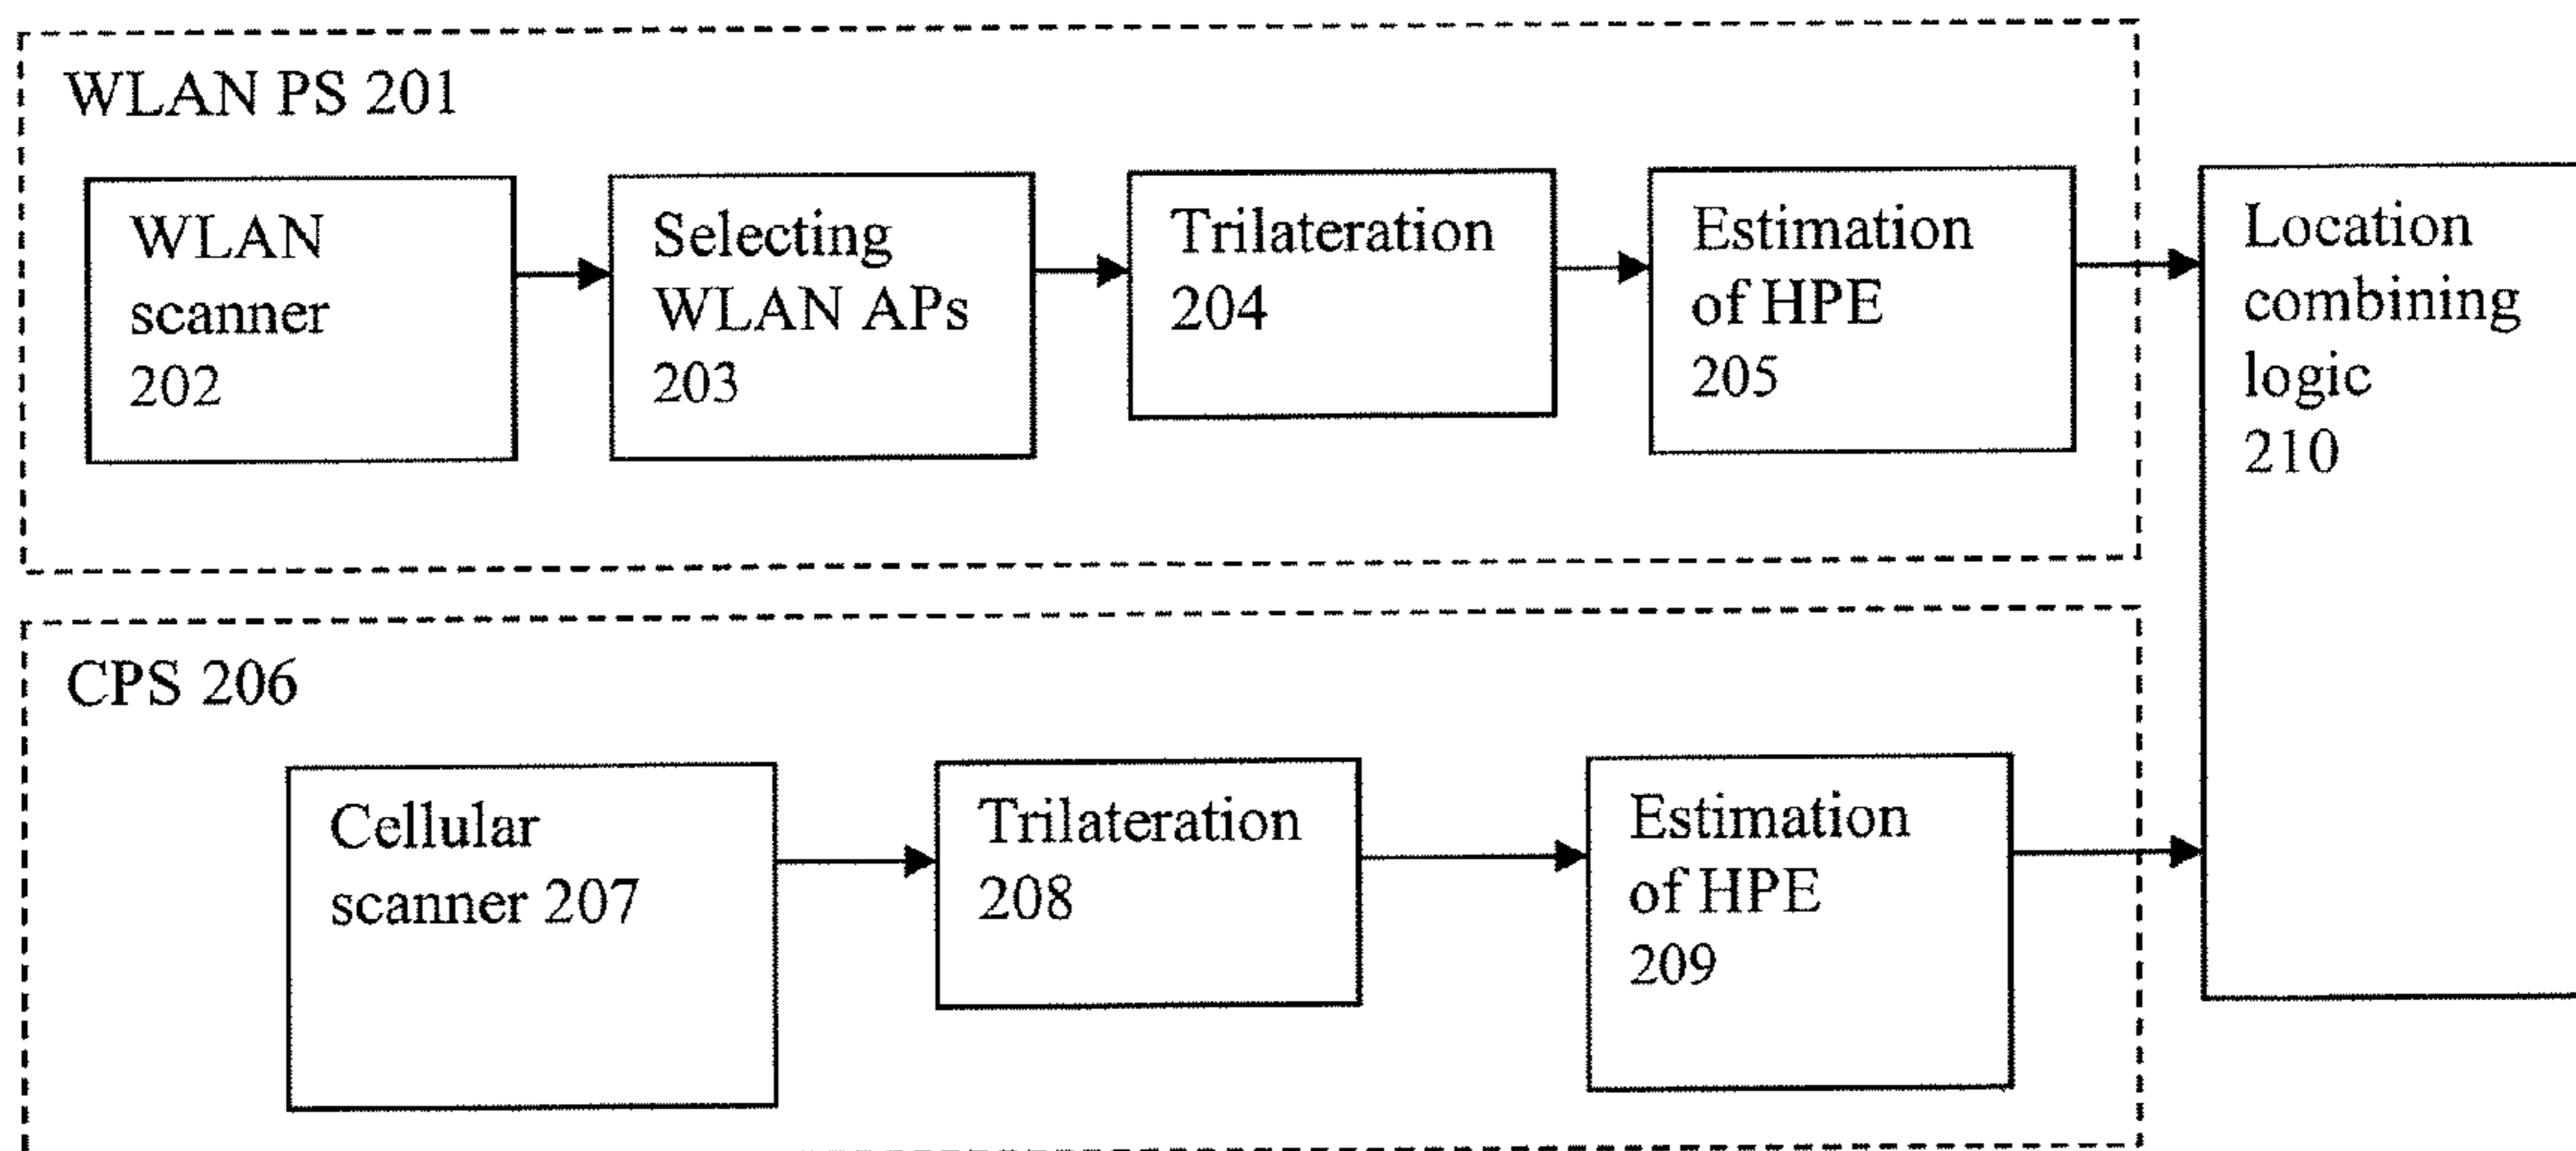 WLAN PS 201
WLAN
scanner
202
Selecting
WLAN APs
203
Trilateration
204
Estimation
of HPE
205
Location
combining
logic
210
CPS 206
Cellular
scanner 207
Trilateration
208
Estimation
of HPE
209